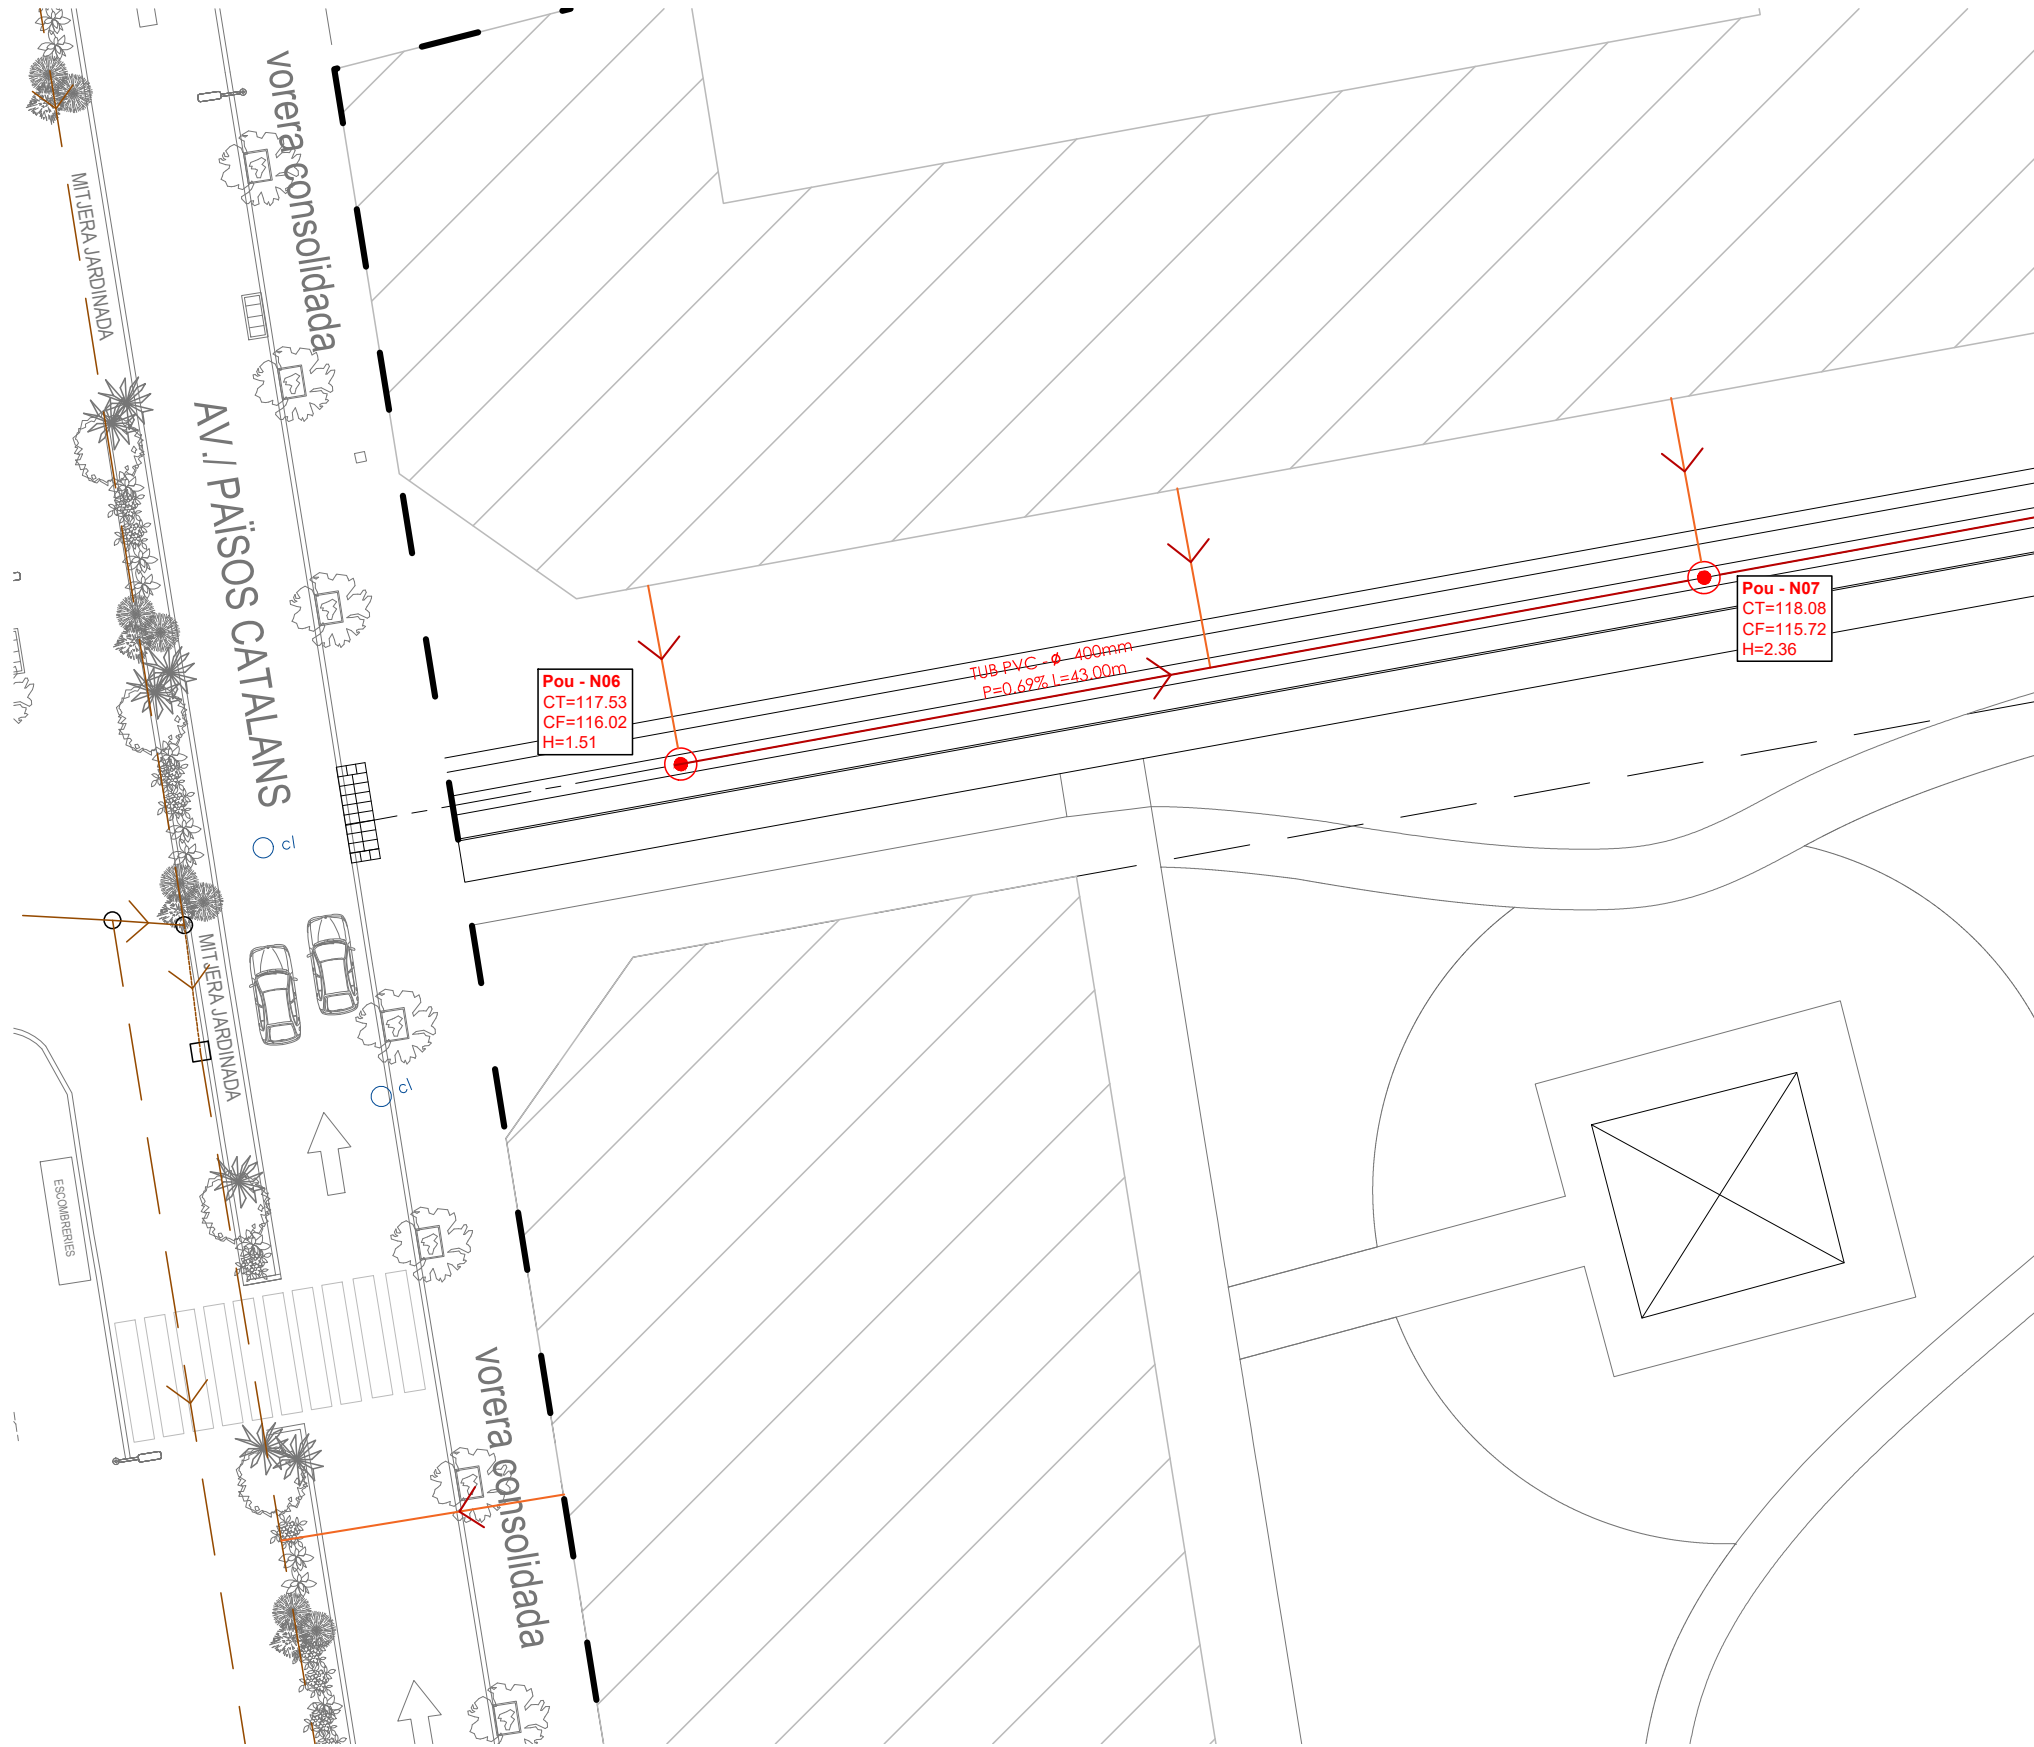 vorera consolidada
MITJERA JARDINADA
AV./ PAÏSOS CATALANS
Pou - N07
CT=118.08
CF=115.72
H=2.36
TUB PVC - Ø 400mm
P=0.69% L=43.00m
Pou - N06
CT=117.53
CF=116.02
H=1.51
cl
MITJERA JARDINADA
cl
ESCOMBRERIES
vorera consolidada